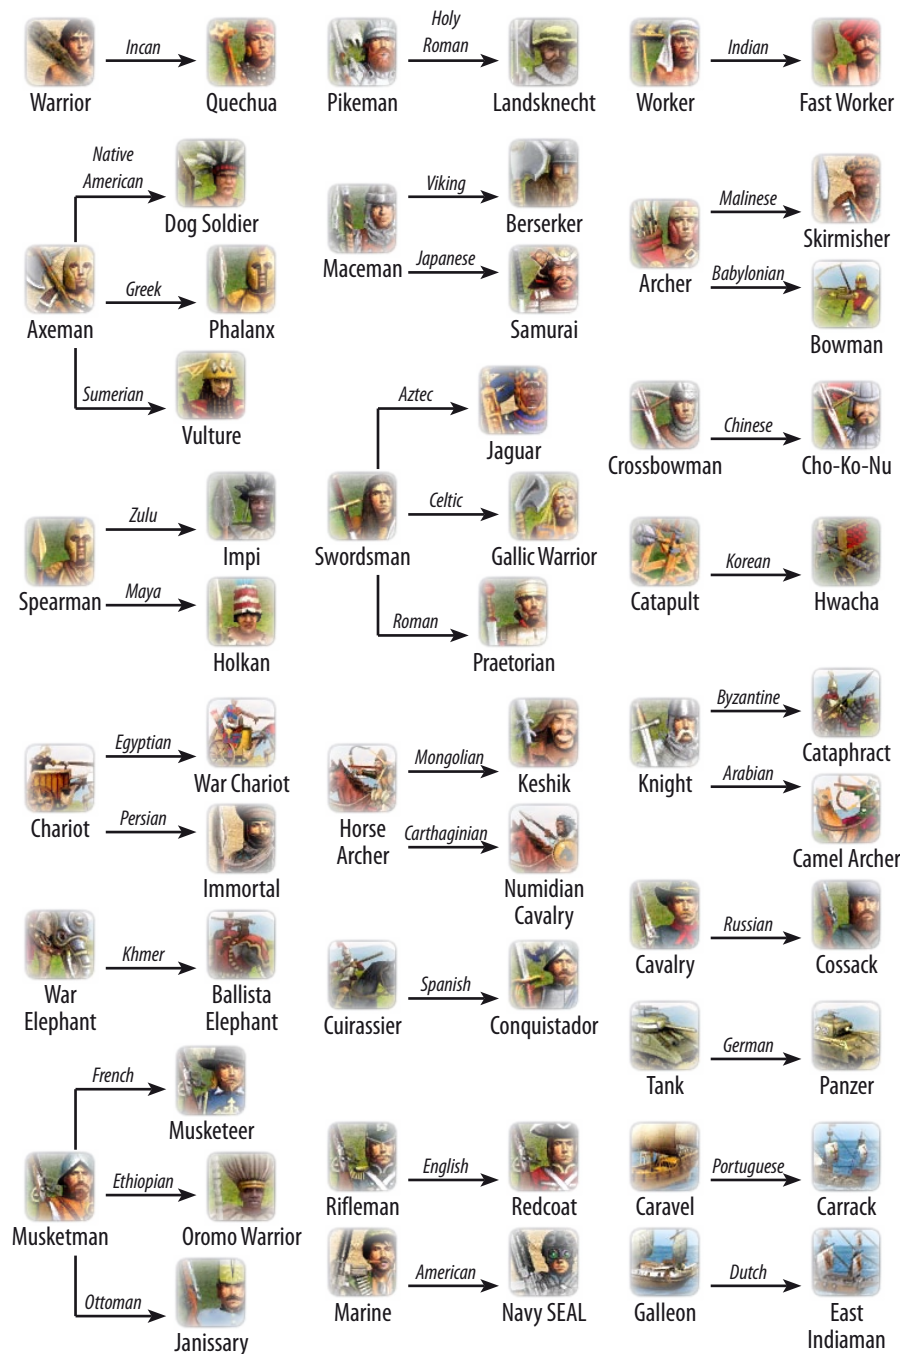 Warrior
Incan
Quechua
Pikeman
Holy
Roman
Landsknecht
Worker
Indian
Fast Worker
Axeman
Native
American
Dog Soldier
Greek
Phalanx
Sumerian
Vulture
Maceman
Viking
Berserker
Japanese
Samurai
Archer
Malinese
Skirmisher
Babylonian
Bowman
Spearman
Zulu
Impi
Maya
Holkan
Swordsman
Aztec
Jaguar
Celtic
Gallic Warrior
Roman
Praetorian
Crossbowman
Chinese
Cho-Ko-Nu
Catapult
Korean
Hwacha
Chariot
Egyptian
War Chariot
Persian
Immortal
Horse
Archer
Mongolian
Keshik
Carthaginian
Numidian
Cavalry
Knight
Byzantine
Cataphract
Arabian
Camel Archer
War
Elephant
Khmer
Ballista
Elephant
Cuirassier
Spanish
Conquistador
Cavalry
Russian
Cossack
Tank
German
Panzer
Musketman
French
Musketeer
Ethiopian
Oromo Warrior
Ottoman
Janissary
Rifleman
English
Redcoat
Marine
American
Navy SEAL
Caravel
Portuguese
Carrack
Galleon
Dutch
East
Indiaman